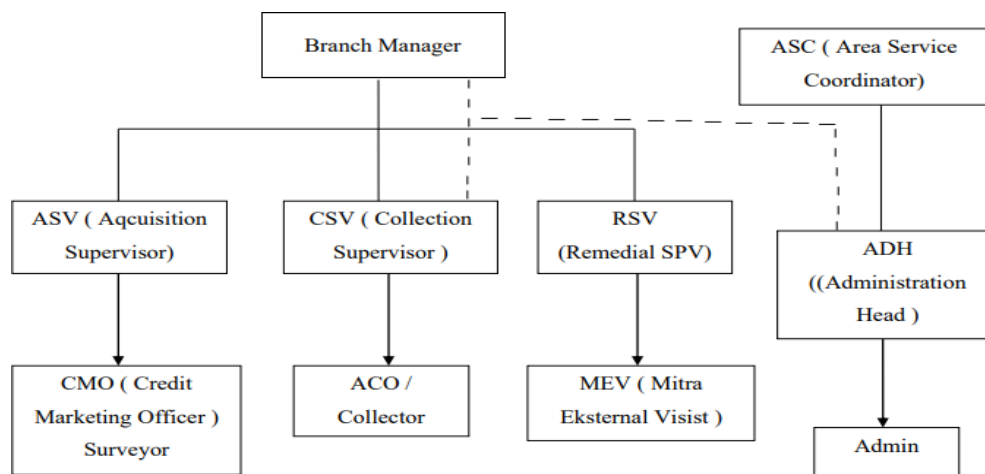 Branch Manager
ASC ( Area Service
Coordinator)
ASV ( Aqcuisition
Supervisor)
CSV ( Collection
Supervisor )
RSV
(Remedial SPV)
ADH
((Administration
Head )
CMO ( Credit
Marketing Officer )
Surveyor
ACO /
Collector
MEV ( Mitra
Eksternal Visist )
Admin